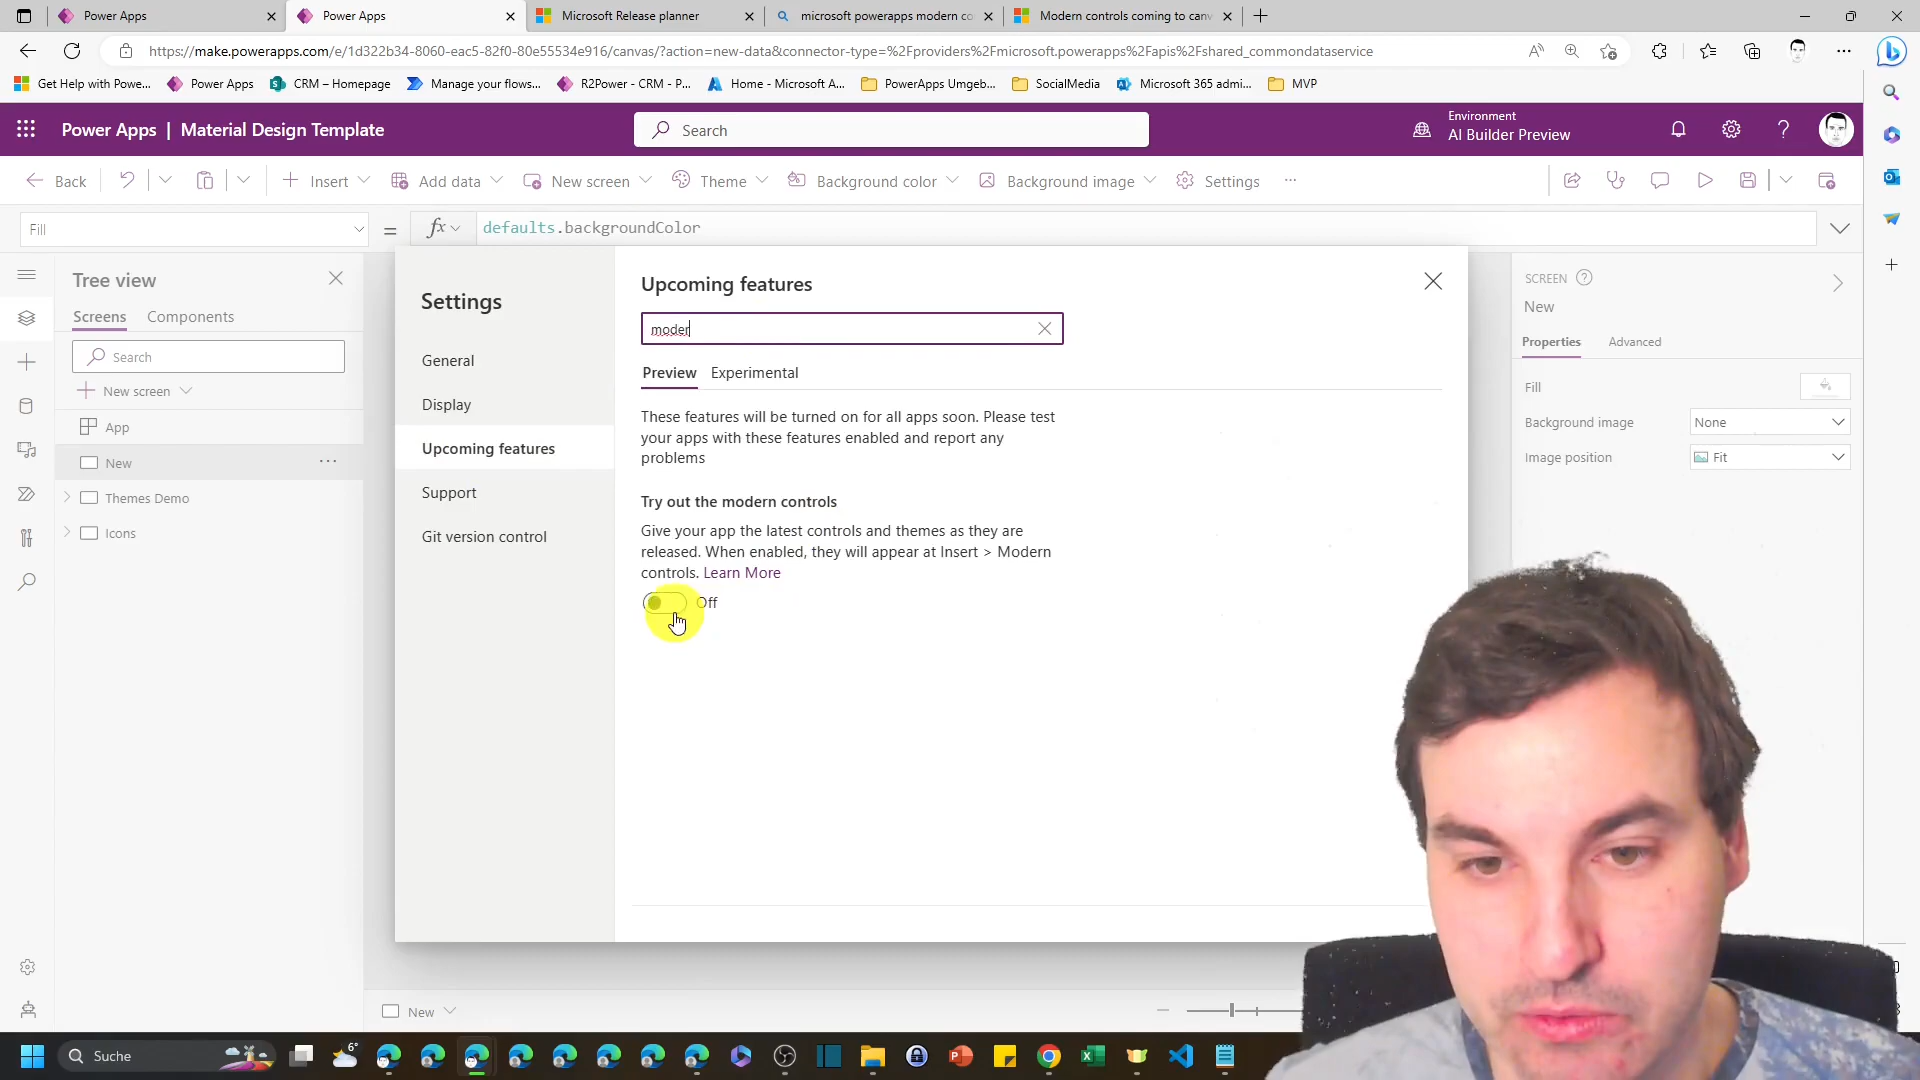 Power Apps
Power Apps
Microsoft Release planner
microsoft powerapps modern co
Modern controls coming to canv
https://make.powerapps.com/e/1d322b34-8060-eac5-82f0-80e55534e916/canvas/?action=new-data&connector-type=%2Fproviders%2Fmicrosoft.powerapps%2Fapis%2Fshared_commondataservice
Get Help with Powe...
Power Apps
CRM – Homepage
Manage your flows...
R2Power - CRM - P...
Home - Microsoft A...
PowerApps Umgeb...
SocialMedia
Microsoft 365 admi...
MVP
Power Apps | Material Design Template
Search
Environment
AI Builder Preview
Back
Insert
Add data
New screen
Theme
Background color
Background image
Settings
Fill
=
fx
defaults.backgroundColor
Tree view
Screens
Components
Search
New screen
App
New
Themes Demo
Icons
Settings
General
Display
Upcoming features
Support
Git version control
Upcoming features
moder
Preview
Experimental
These features will be turned on for all apps soon. Please test
your apps with these features enabled and report any
problems
Try out the modern controls
Give your app the latest controls and themes as they are
released. When enabled, they will appear at Insert > Modern
controls. Learn More
Off
SCREEN
New
Properties
Advanced
Fill
Background image
None
Image position
Fit
New
Suche
6°